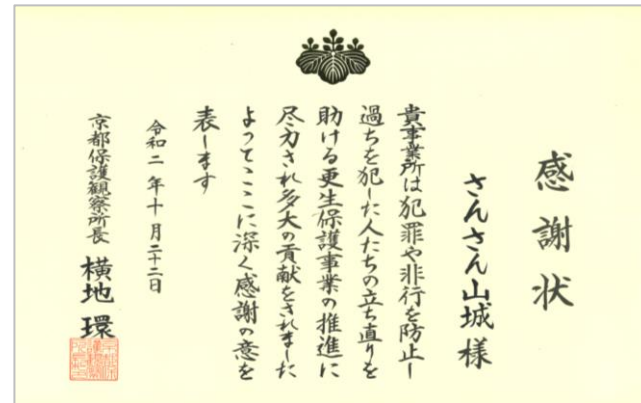 感謝状
さんさん山城様
貴事業所は犯罪や非行を防止し
過ちを犯した人たちの立ち直りを
助ける更生保護事業の推進に
尽力され多大の貢献をされました
よってここに深く感謝の意を
表します
令和二年十月二十二日
京都保護観察所長 横地環